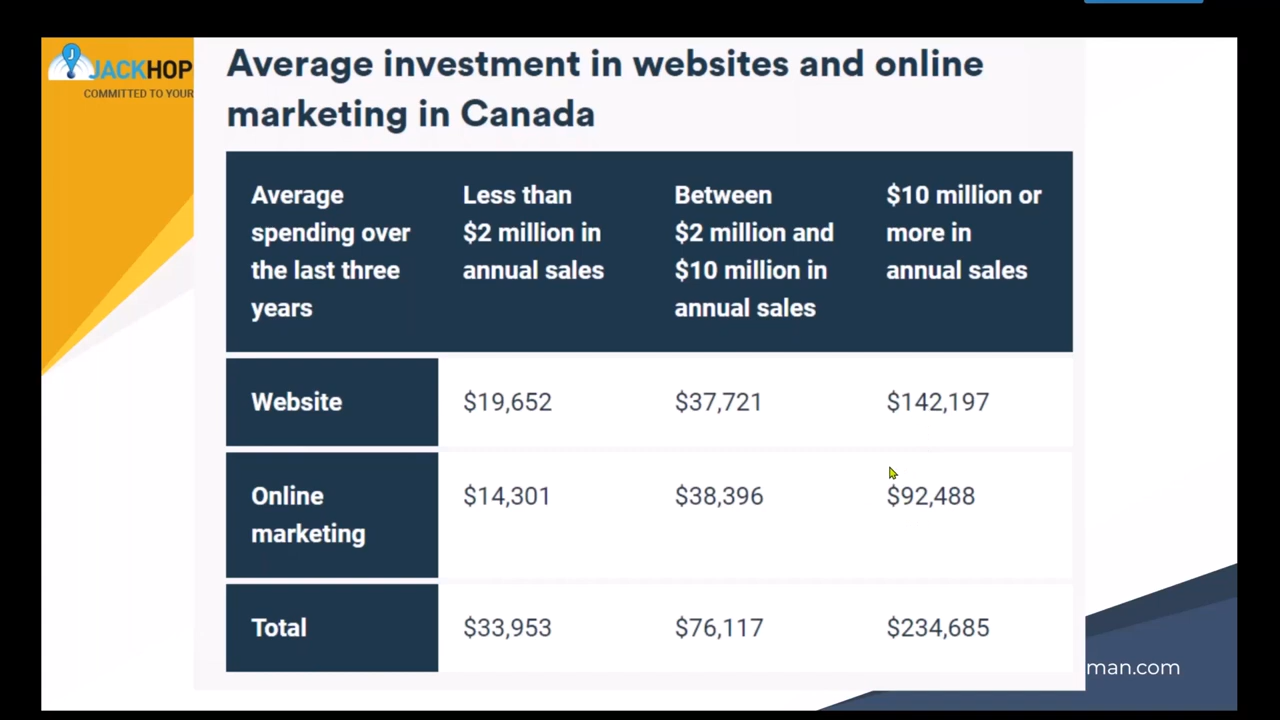 J
JACKHOP
COMMITTED TO YOUR
Average investment in websites and online
marketing in Canada
Average
spending over
the last three
years
Less than
$2 million in
annual sales
Between
$2 million and
$10 million in
annual sales
$10 million or
more in
annual sales
Website
$19,652
$37,721
$142,197
Online
marketing
$14,301
$38,396
$92,488
Total
$33,953
$76,117
$234,685
man.com